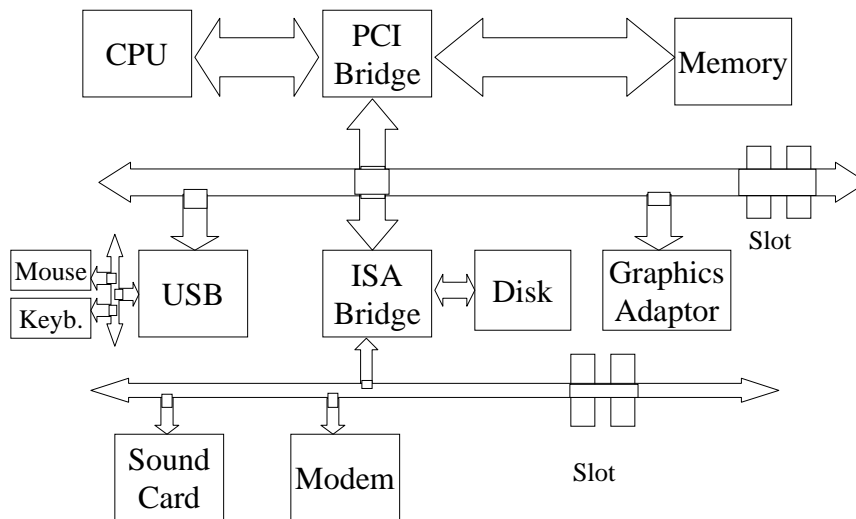 CPU
PCI
Bridge
Memory
Slot
Mouse
Keyb.
USB
ISA
Bridge
Disk
Graphics
Adaptor
Sound
Card
Modem
Slot